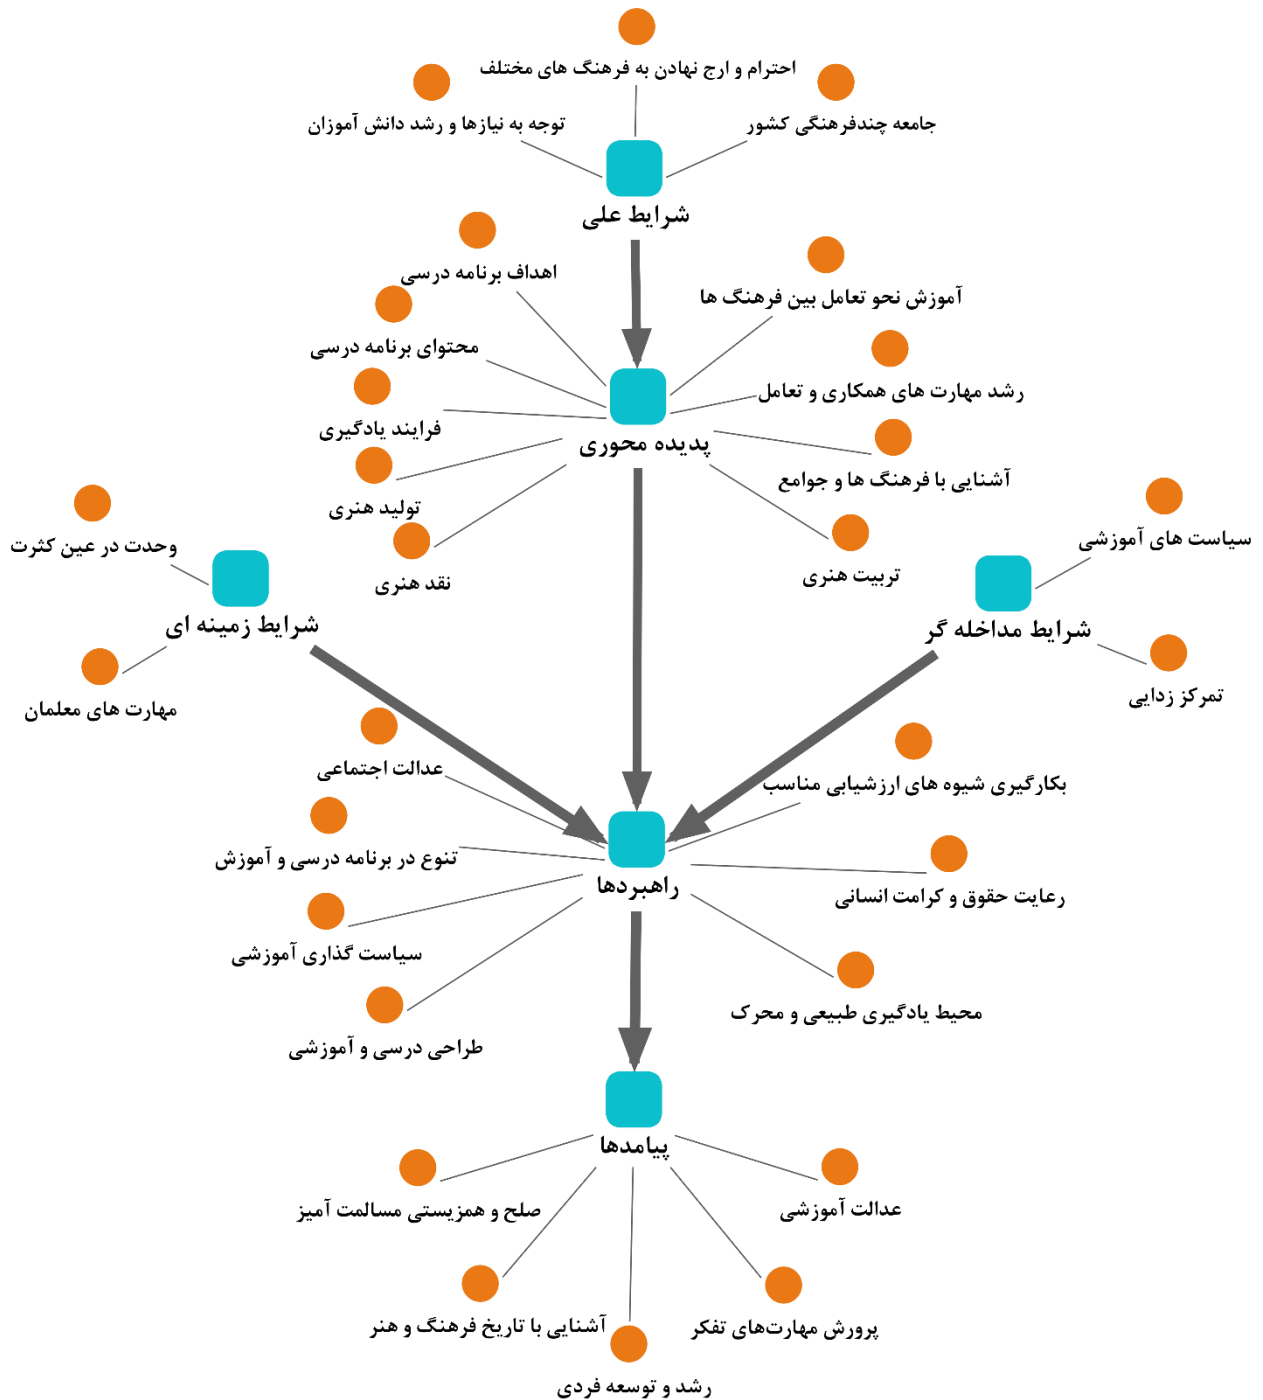 احترام و ارج نهادن به فرهنگ های مختلف
جامعه چندفرهنگی کشور
توجه به نیازها و رشد دانش آموزان
شرایط علی
اهداف برنامه درسی
آموزش نحو تعامل بین فرهنگ ها
محتوای برنامه درسی
رشد مهارت های همکاری و تعامل
فرایند یادگیری
پدیده محوری
آشنایی با فرهنگ ها و جوامع
تولید هنری
سیاست های آموزشی
وحدت در عین کثرت
تربیت هنری
نقد هنری
شرایط مداخله گر
شرایط زمینه ای
تمرکز زدایی
مهارت های معلمان
عدالت اجتماعی
بکارگیری شیوه های ارزشیابی مناسب
تنوع در برنامه درسی و آموزش
راهبردها
رعایت حقوق و کرامت انسانی
سیاست گذاری آموزشی
محیط یادگیری طبیعی و محرک
طراحی درسی و آموزشی
پیامدها
عدالت آموزشی
صلح و همزیستی مسالمت آمیز
پرورش مهارت‌های تفکر
آشنایی با تاریخ فرهنگ و هنر
رشد و توسعه فردی